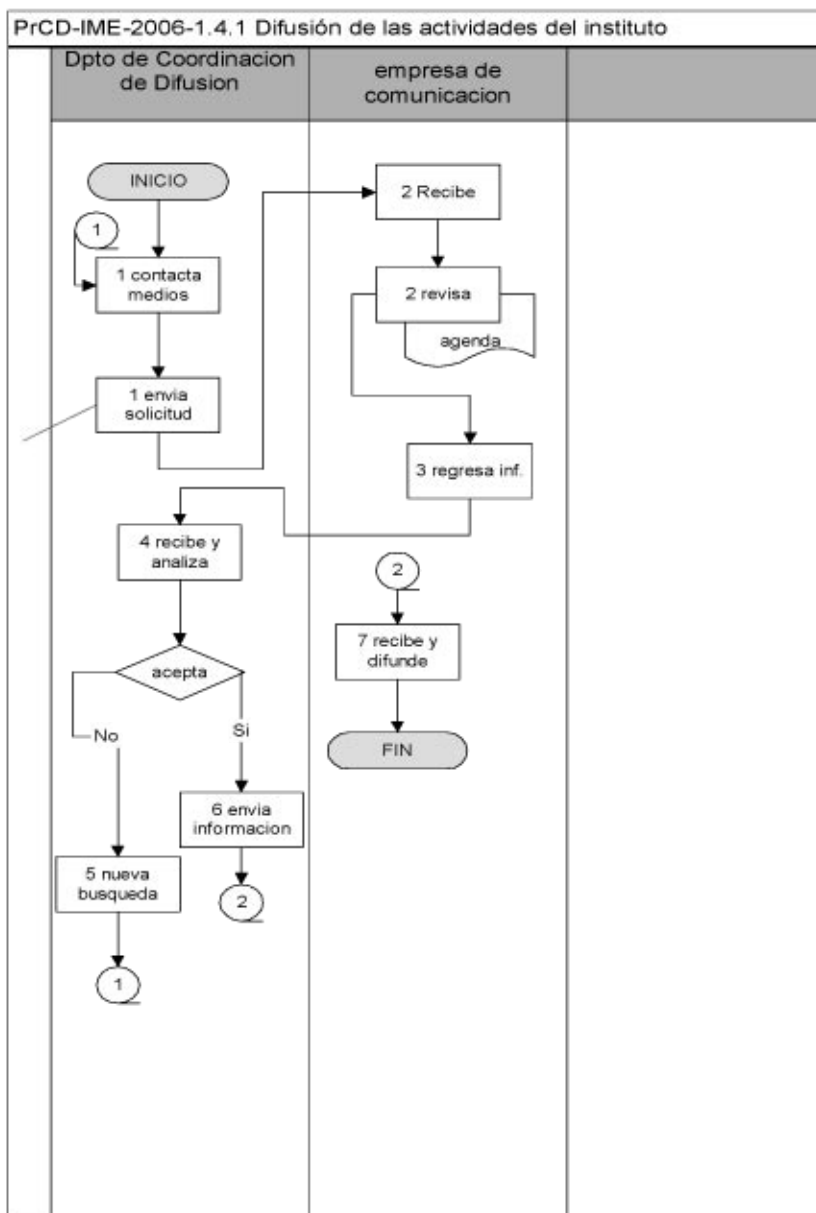 PrCD-IME-2006-1.4.1 Difusión de las actividades del instituto
Dpto de Coordinacion
de Difusion
empresa de
comunicacion
INICIO
1
1 contacta
medios
1 envia
solicitud
2 Recibe
2 revisa
agenda
3 regresa inf.
4 recibe y
analiza
acepta
No
Si
5 nueva
busqueda
1
6 envia
informacion
2
2
7 recibe y
difunde
FIN